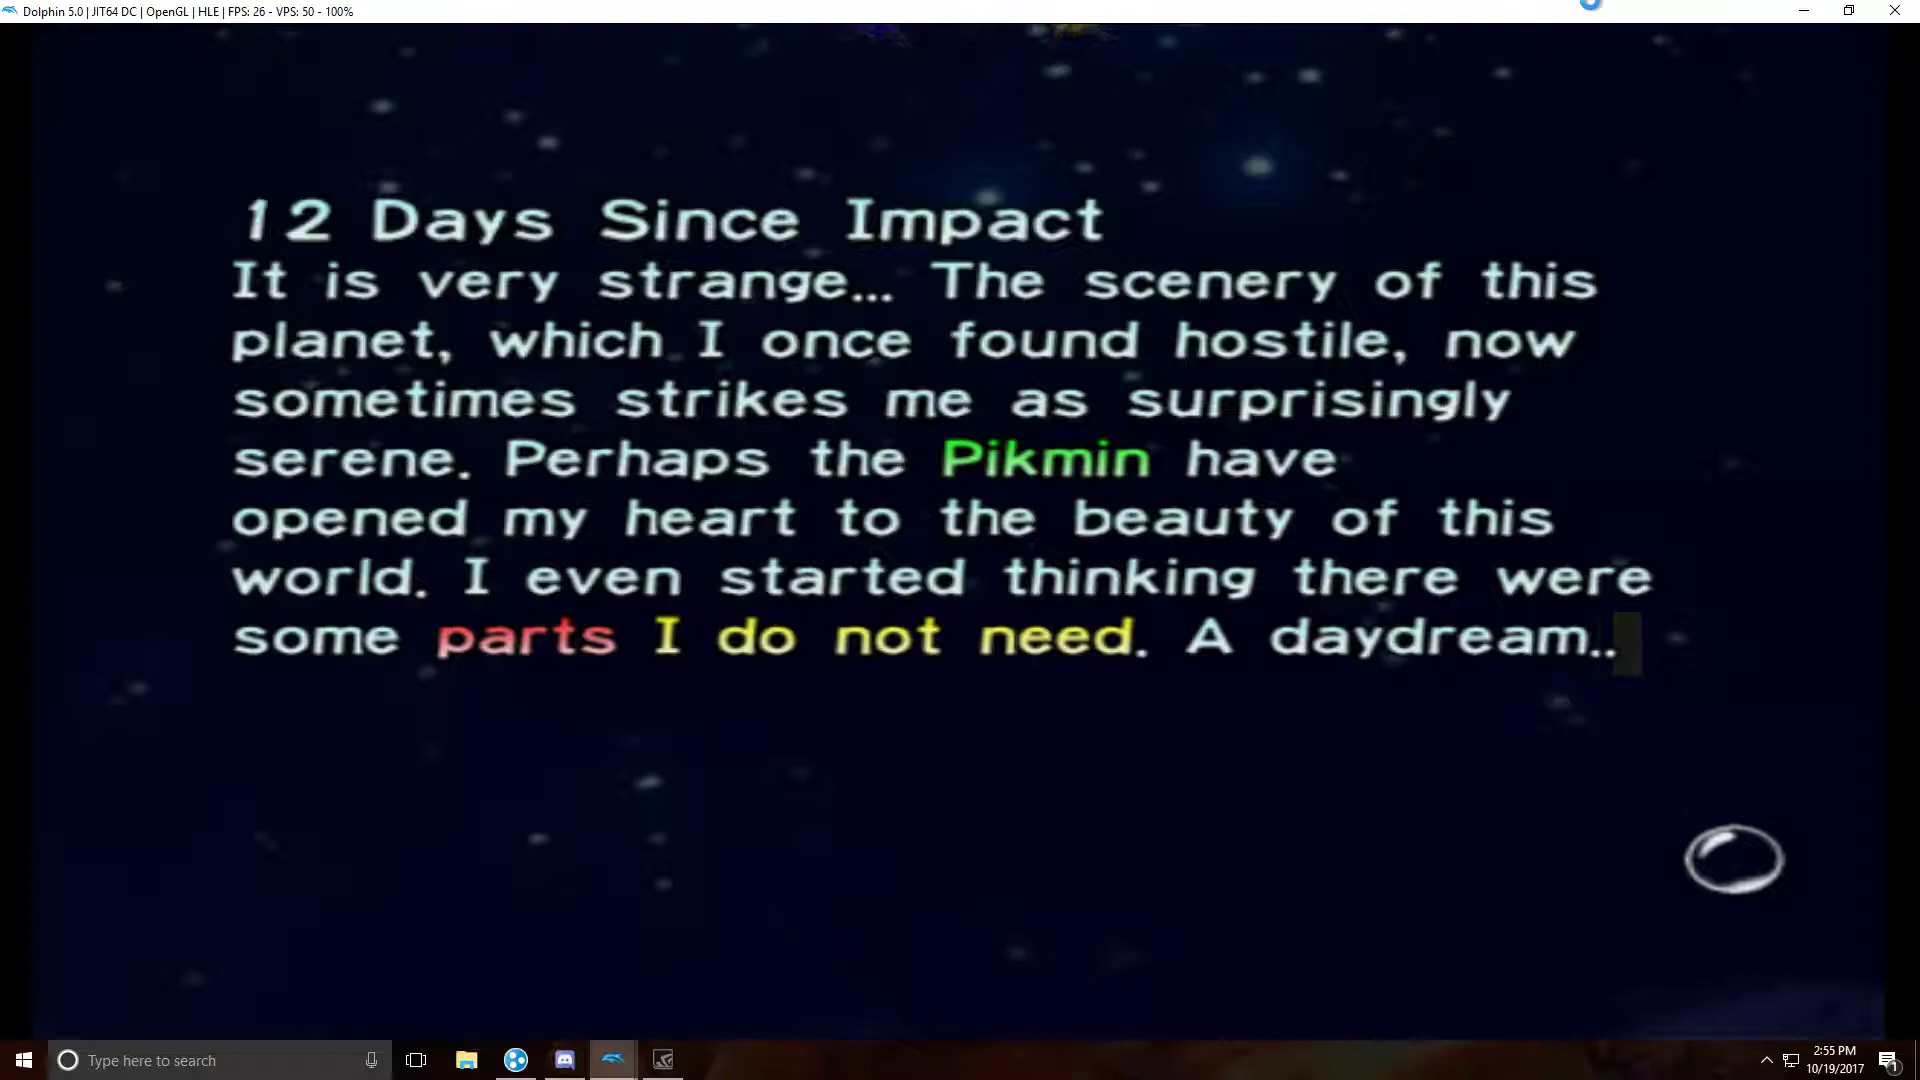 Dolphin 5.0 | JIT64 DC | OpenGL | HLE | FPS: 26 - VPS: 50 - 100%
12 Days Since Impact
It is very strange... The scenery of this
planet, which I once found hostile, now
sometimes strikes me as surprisingly
serene. Perhaps the Pikmin have
opened my heart to the beauty of this
world. I even started thinking there were
some parts I do not need. A daydream..
Type here to search
2:55 PM
10/19/2017
1